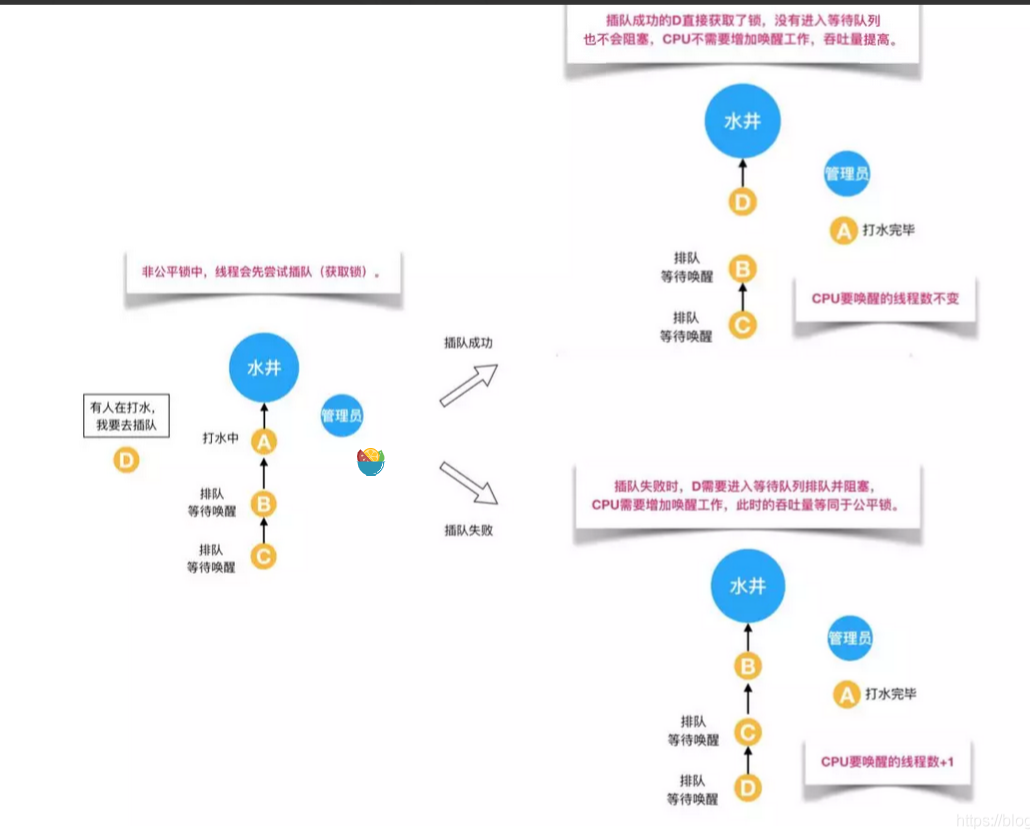 非公平锁中，线程会先尝试插队（获取锁）。
水井
有人在打水，
我要去插队
管理员
打水中
A
D
排队
等待唤醒
B
排队
等待唤醒
C
插队成功
插队失败
插队成功的D直接获取了锁，没有进入等待队列
也不会阻塞，CPU不需要增加唤醒工作，吞吐量提高。
水井
管理员
D
A 打水完毕
排队
等待唤醒
B
CPU要唤醒的线程数不变
排队
等待唤醒
C
插队失败时，D需要进入等待队列排队并阻塞，
CPU需要增加唤醒工作，此时的吞吐量等同于公平锁。
水井
管理员
B
A 打水完毕
排队
等待唤醒
C
CPU要唤醒的线程数+1
排队
等待唤醒
D
https://blog